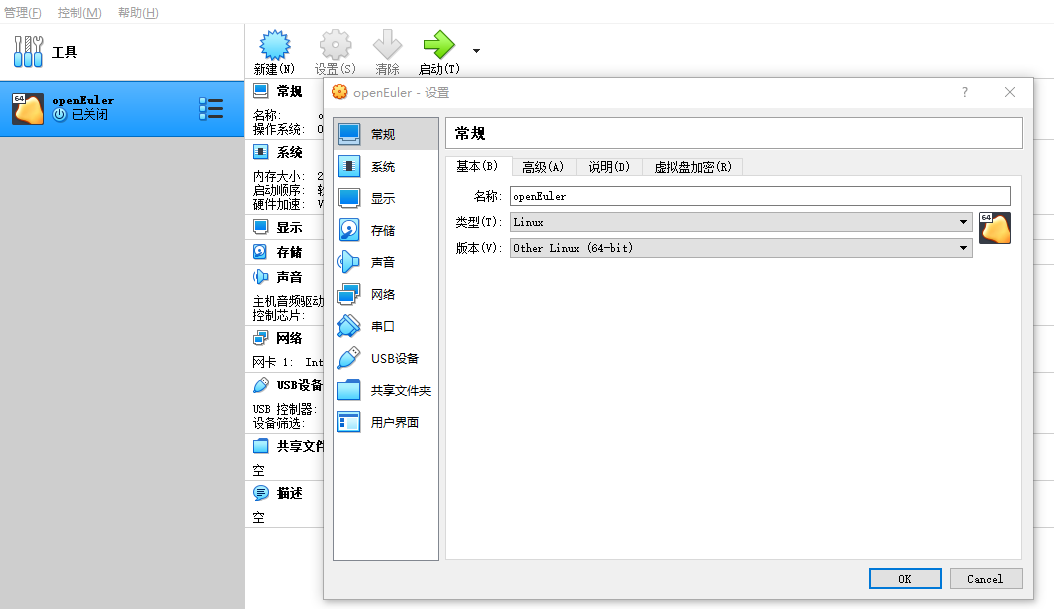 管理(F) 控制(M) 帮助(H)
工具
新建(N) 设置(S) 清除 启动(T)
64 openEuler
已关闭
常规
名称:
操作系统:
系统
内存大小: 2
启动顺序:
硬件加速:
显示
存储
声音
主机音频驱动
控制芯片:
网络
网卡 1: Int
USB设备
USB 控制器:
设备筛选:
共享文件
空
描述
空
openEuler - 设置 ?
常规
系统
显示
存储
声音
网络
串口
USB设备
共享文件夹
用户界面
常规
基本(B) 高级(A) 说明(D) 虚拟盘加密(R)
名称: openEuler
类型(T): Linux
64
版本(V): Other Linux (64-bit)
OK Cancel